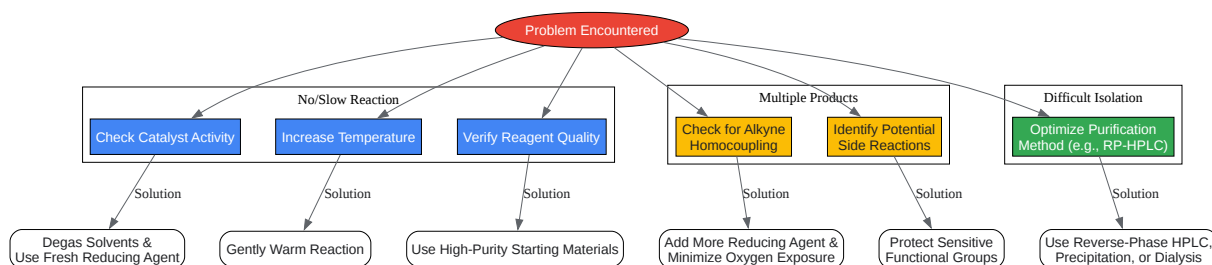 Problem Encountered
No/Slow Reaction
Multiple Products
Difficult Isolation
Check Catalyst Activity
Increase Temperature
Verify Reagent Quality
Check for Alkyne
Homocoupling
Identify Potential
Side Reactions
Optimize Purification
Method (e.g., RP-HPLC)
Solution
Solution
Solution
Solution
Solution
Solution
Degas Solvents &
Use Fresh Reducing Agent
Gently Warm Reaction
Use High-Purity Starting Materials
Add More Reducing Agent &
Minimize Oxygen Exposure
Protect Sensitive
Functional Groups
Use Reverse-Phase HPLC,
Precipitation, or Dialysis